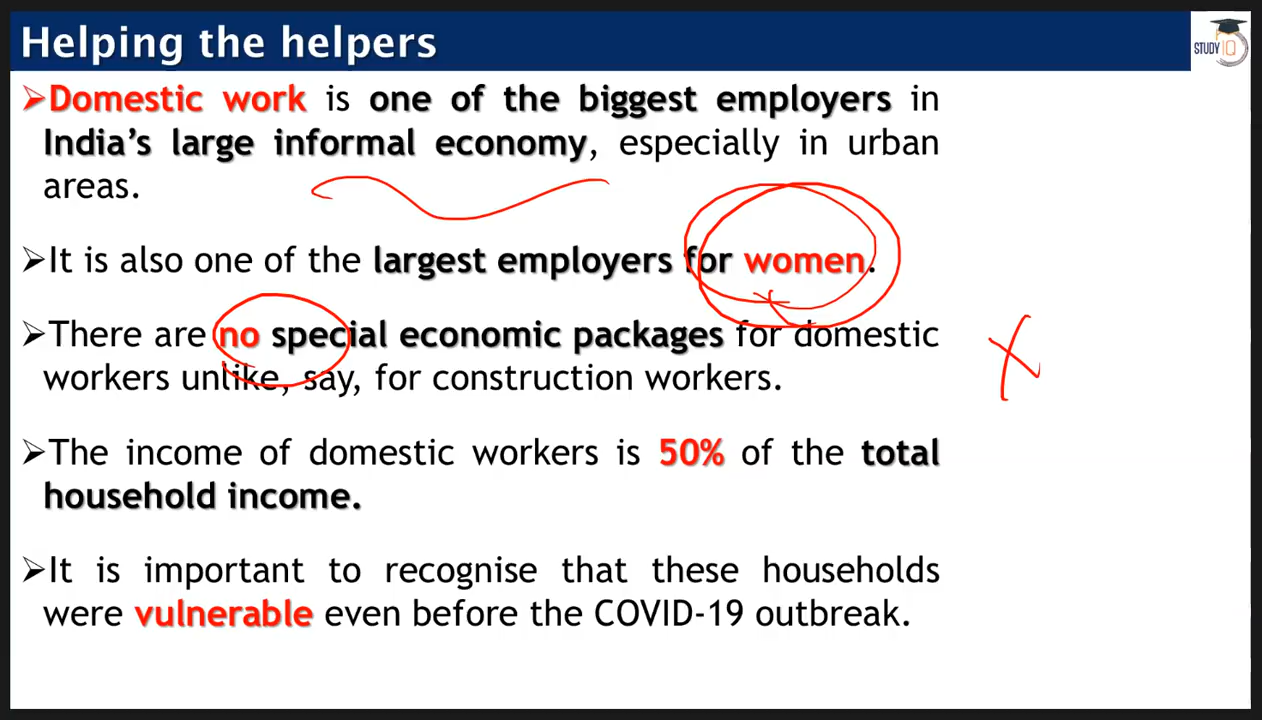 Helping the helpers
STUDY IQ
➢Domestic work is one of the biggest employers in
India's large informal economy, especially in urban
areas.
➢It is also one of the largest employers for women.
➢There are no special economic packages for domestic
workers unlike, say, for construction workers.
➢The income of domestic workers is 50% of the total
household income.
➢It is important to recognise that these households
were vulnerable even before the COVID-19 outbreak.